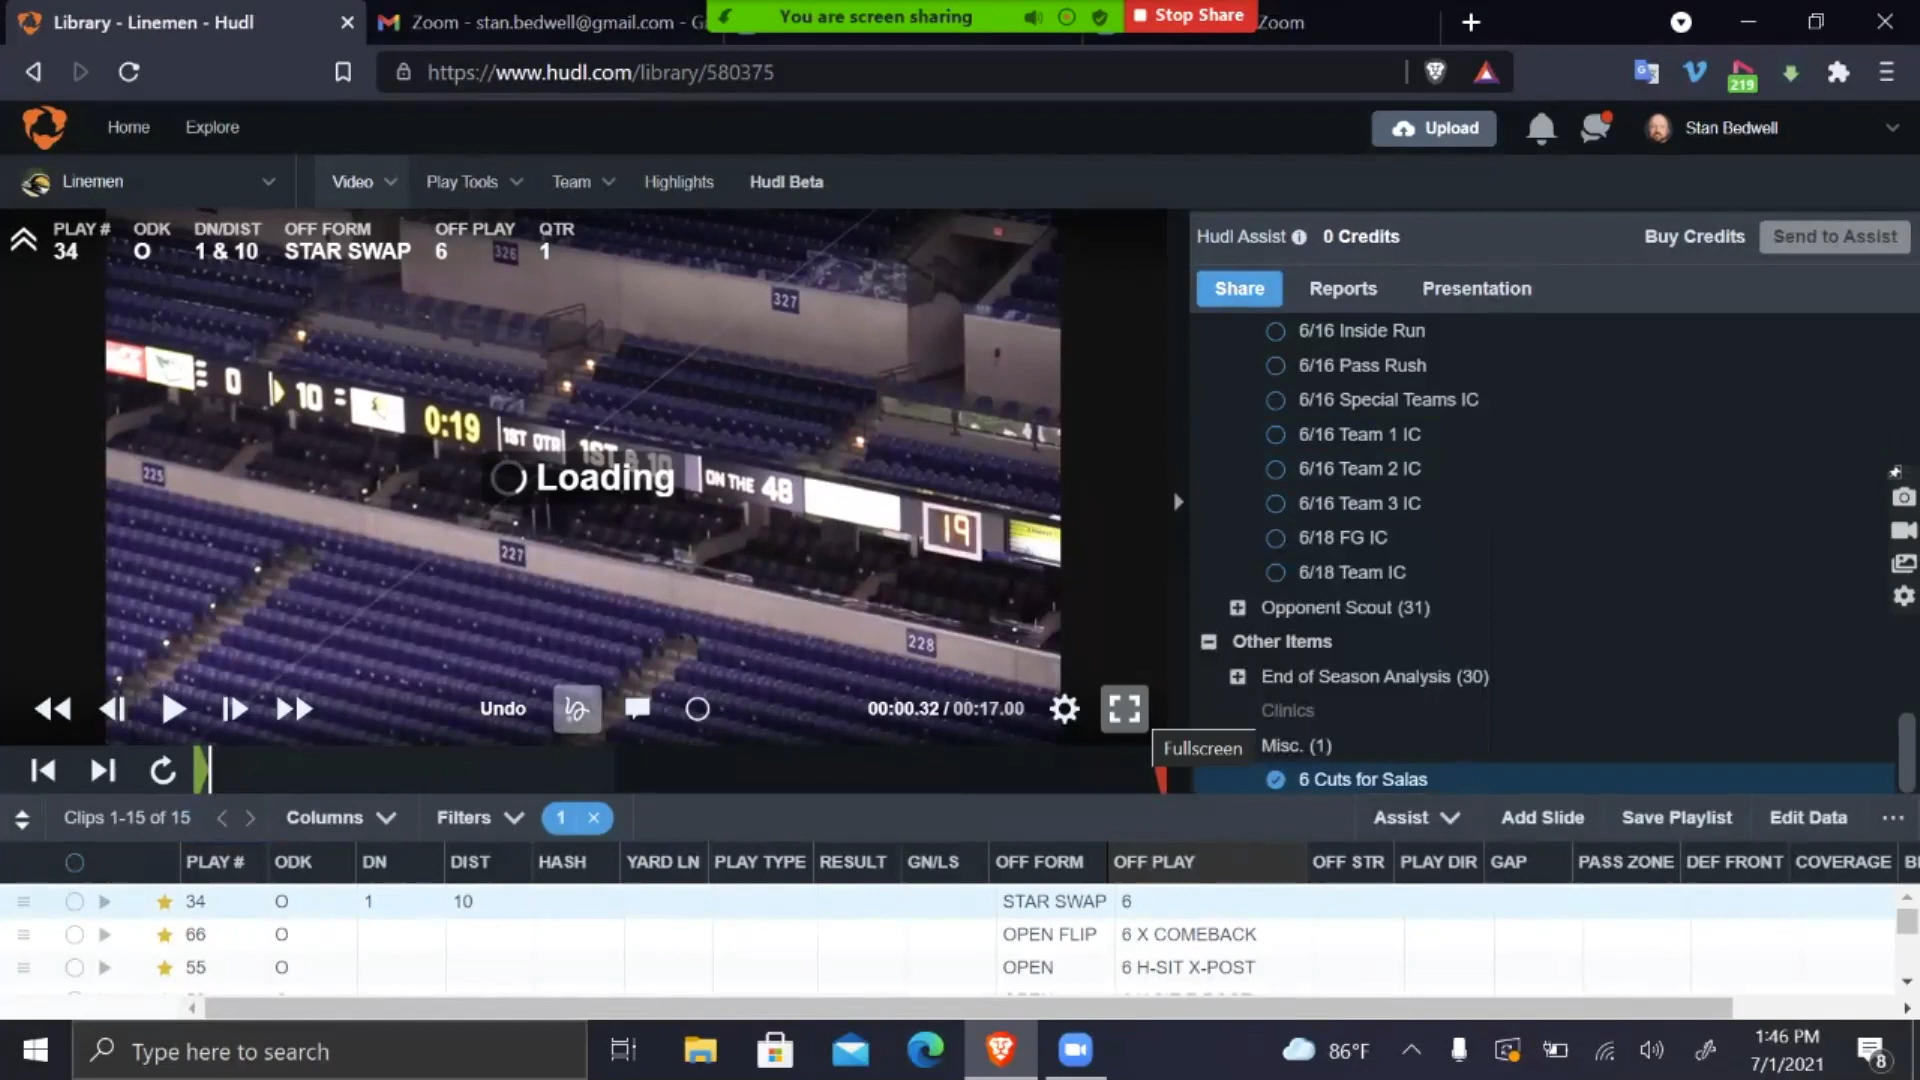 Library - Linemen - Hudl
Zoom - stan.bedwell@gmail.com - G
You are screen sharing
Stop Share
Zoom
https://www.hudl.com/library/580375
219
Home
Explore
Upload
Stan Bedwell
Linemen
Video
Play Tools
Team
Highlights
Hudl Beta
PLAY # ODK DN/DIST OFF FORM OFF PLAY QTR
34 O 1 & 10 STAR SWAP 6 1
326
327
0
10
0:19
1ST QTR
1ST & 10
ON THE 48
19
Loading
225
227
228
Undo
00:00.32 / 00:17.00
Fullscreen
Hudl Assist 0 Credits
Buy Credits
Send to Assist
Share
Reports
Presentation
6/16 Inside Run
6/16 Pass Rush
6/16 Special Teams IC
6/16 Team 1 IC
6/16 Team 2 IC
6/16 Team 3 IC
6/18 FG IC
6/18 Team IC
Opponent Scout (31)
Other Items
End of Season Analysis (30)
Clinics
Misc. (1)
6 Cuts for Salas
Clips 1-15 of 15
Columns
Filters
1 ×
Assist
Add Slide
Save Playlist
Edit Data
PLAY # ODK DN DIST HASH YARD LN PLAY TYPE RESULT GN/LS OFF FORM OFF PLAY OFF STR PLAY DIR GAP PASS ZONE DEF FRONT COVERAGE
34 O 1 10 STAR SWAP 6
66 O OPEN FLIP 6 X COMEBACK
55 O OPEN 6 H-SIT X-POST
Type here to search
86°F
1:46 PM
7/1/2021
8